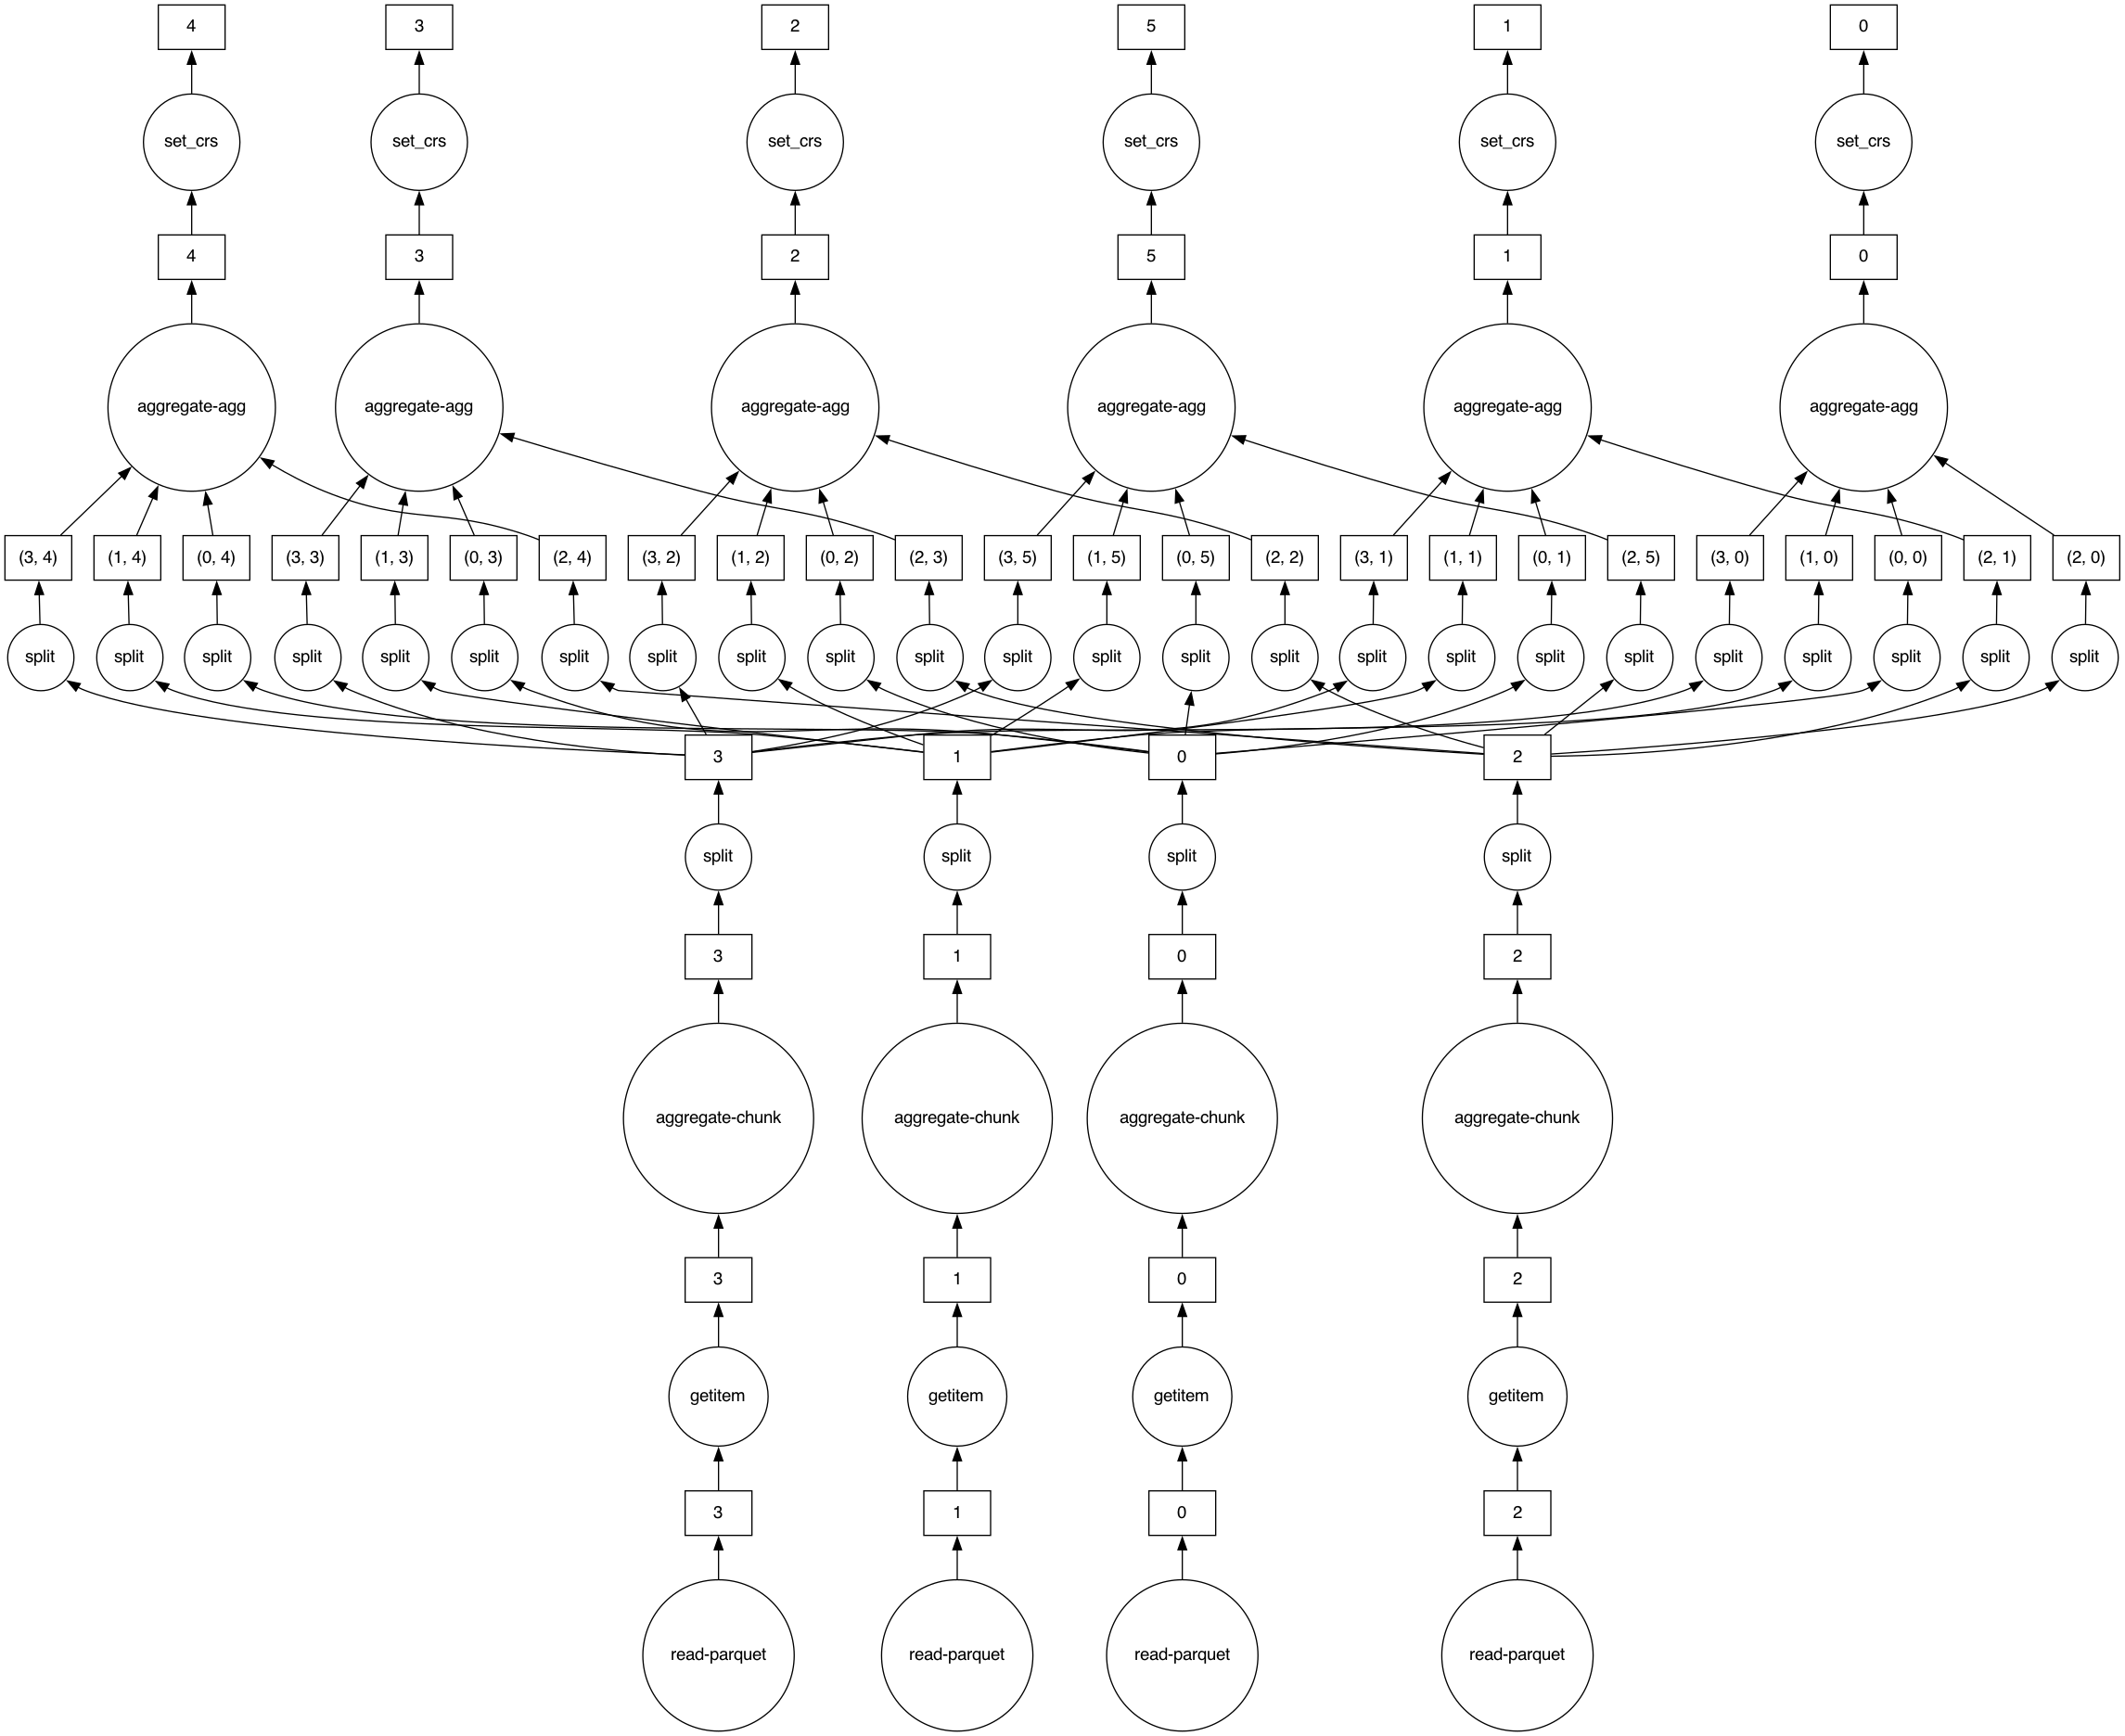 4 3 2 5 1 0
set_crs set_crs set_crs set_crs set_crs set_crs
4 3 2 5 1 0
aggregate-agg aggregate-agg aggregate-agg aggregate-agg aggregate-agg aggregate-agg
(3, 4) (1, 4) (0, 4) (3, 3) (1, 3) (0, 3) (2, 4) (3, 2) (1, 2) (0, 2) (2, 3) (3, 5) (1, 5) (0, 5) (2, 2) (3, 1) (1, 1) (0, 1) (2, 5) (3, 0) (1, 0) (0, 0) (2, 1) (2, 0)
split split split split split split split split split split split split split split split split split split split split split split split split
3 1 0 2
split split split split
3 1 0 2
aggregate-chunk aggregate-chunk aggregate-chunk aggregate-chunk
3 1 0 2
getitem getitem getitem getitem
3 1 0 2
read-parquet read-parquet read-parquet read-parquet